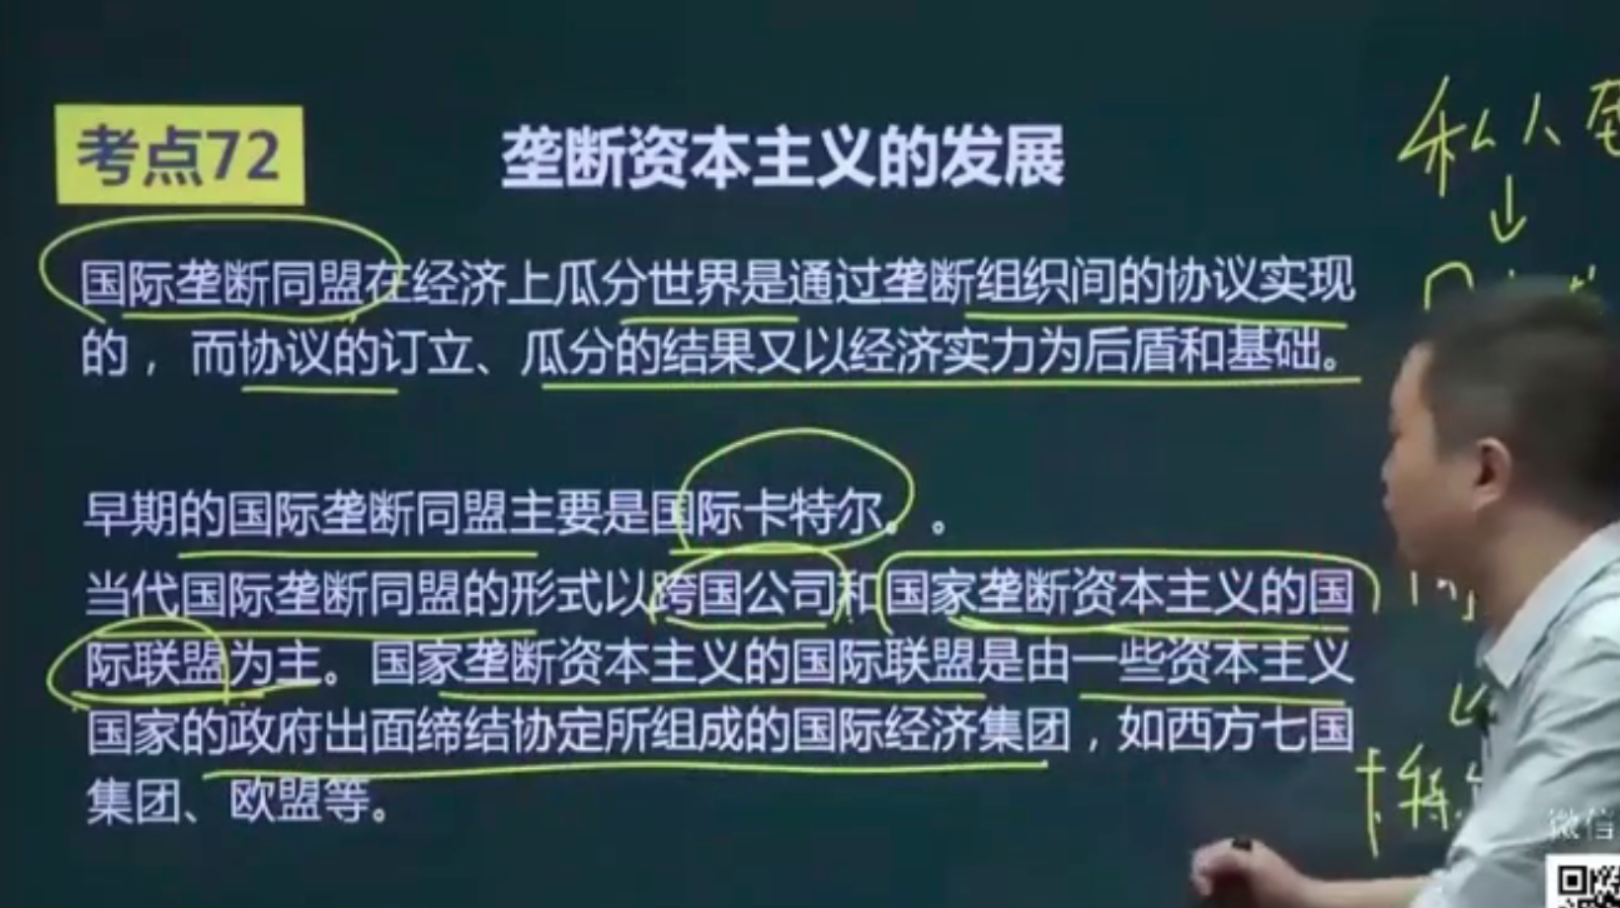 考点72
垄断资本主义的发展
国际垄断同盟在经济上瓜分世界是通过垄断组织间的协议实现
的，而协议的订立、瓜分的结果又以经济实力为后盾和基础。
早期的国际垄断同盟主要是国际卡特尔。。
当代国际垄断同盟的形式以跨国公司和国家垄断资本主义的国
际联盟为主。国家垄断资本主义的国际联盟是由一些资本主义
国家的政府出面缔结协定所组成的国际经济集团，如西方七国
集团、欧盟等。
私人
卡特
微信